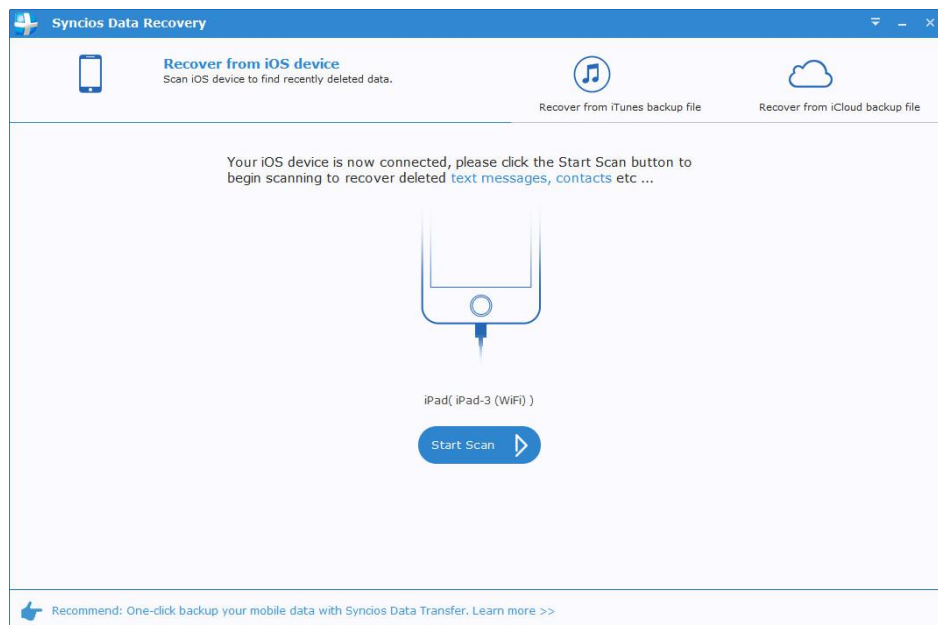 Syncios Data Recovery
Recover from iOS device
Scan iOS device to find recently deleted data.
Recover from iTunes backup file
Recover from iCloud backup file
Your iOS device is now connected, please click the Start Scan button to
begin scanning to recover deleted text messages, contacts etc ...
iPad( iPad-3 (WiFi) )
Start Scan
Recommend: One-click backup your mobile data with Syncios Data Transfer. Learn more >>